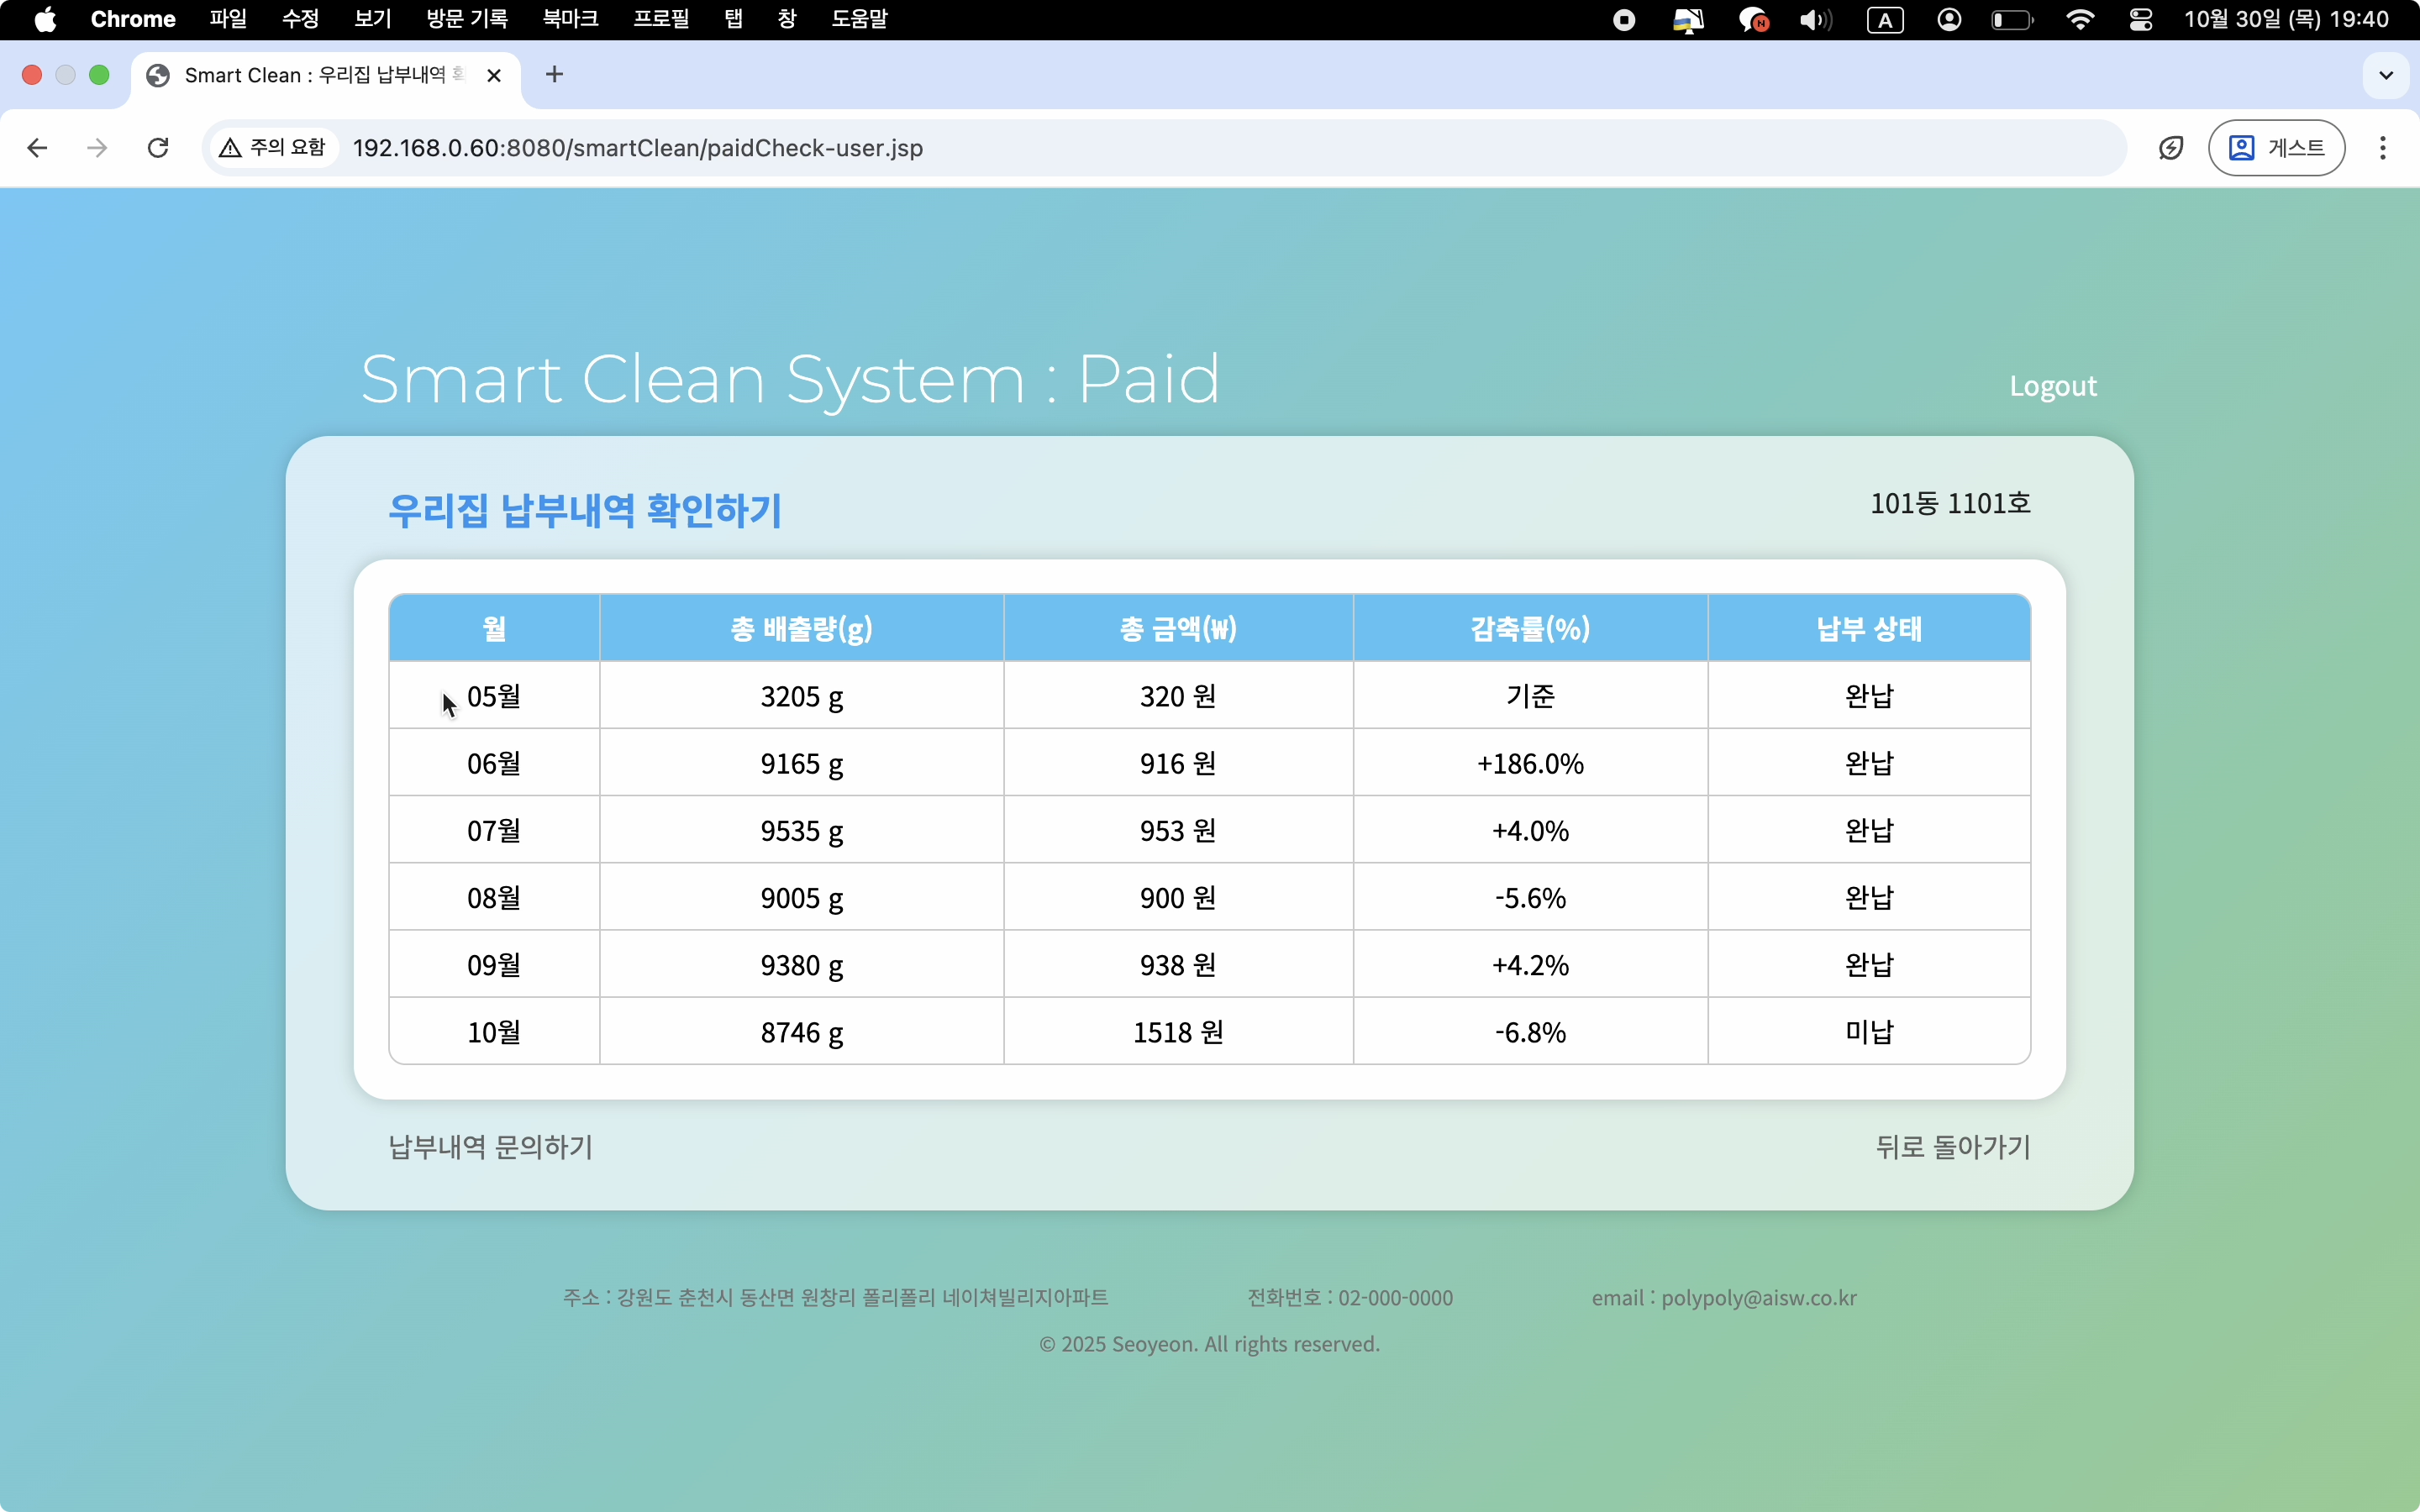 Chrome 파일 수정 보기 방문 기록 북마크 프로필 탭 창 도움말 N A 10월 30일 (목) 19:40
Smart Clean : 우리집 납부내역
주의 요함 192.168.0.60:8080/smartClean/paidCheck-user.jsp 게스트
Smart Clean System : Paid
Logout
우리집 납부내역 확인하기 101동 1101호
월 총 배출량(g) 총 금액(₩) 감축률(%) 납부 상태
05월 3205 g 320 원 기준 완납
06월 9165 g 916 원 +186.0% 완납
07월 9535 g 953 원 +4.0% 완납
08월 9005 g 900 원 -5.6% 완납
09월 9380 g 938 원 +4.2% 완납
10월 8746 g 1518 원 -6.8% 미납
납부내역 문의하기 뒤로 돌아가기
주소 : 강원도 춘천시 동산면 원창리 폴리폴리 네이쳐빌리지아파트 전화번호 : 02-000-0000 email : polypoly@aisw.co.kr
© 2025 Seoyeon. All rights reserved.